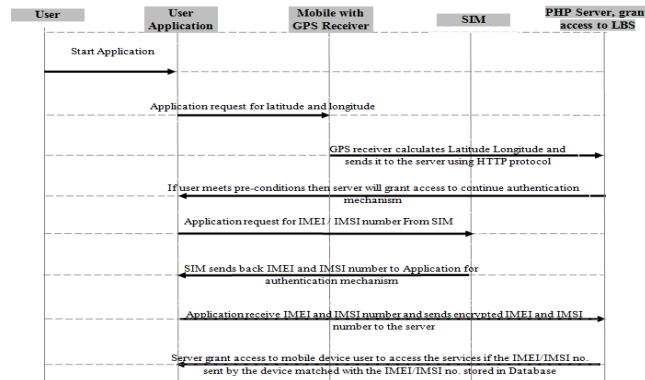 User
User
Application
Mobile with
GPS Receiver
SIM
PHP Server, gran
access to LBS
Start Application
Application request for latitude and longitude
GPS receiver calculates Latitude Longitude and
sends it to the server using HTTP protocol
If user meets pre-conditions then server will grant access to continue authentication
mechanism
Application request for IMEI / IMSI number From SIM
SIM sends back IMEI and IMSI number to Application for
authentication mechanism
Application receive IMEI and IMSI number and sends encrypted IMEI and IMSI
number to the server
Server grant access to mobile device user to access the services if the IMEI/IMSI no.
sent by the device matched with the IMEI/IMSI no. stored in Database